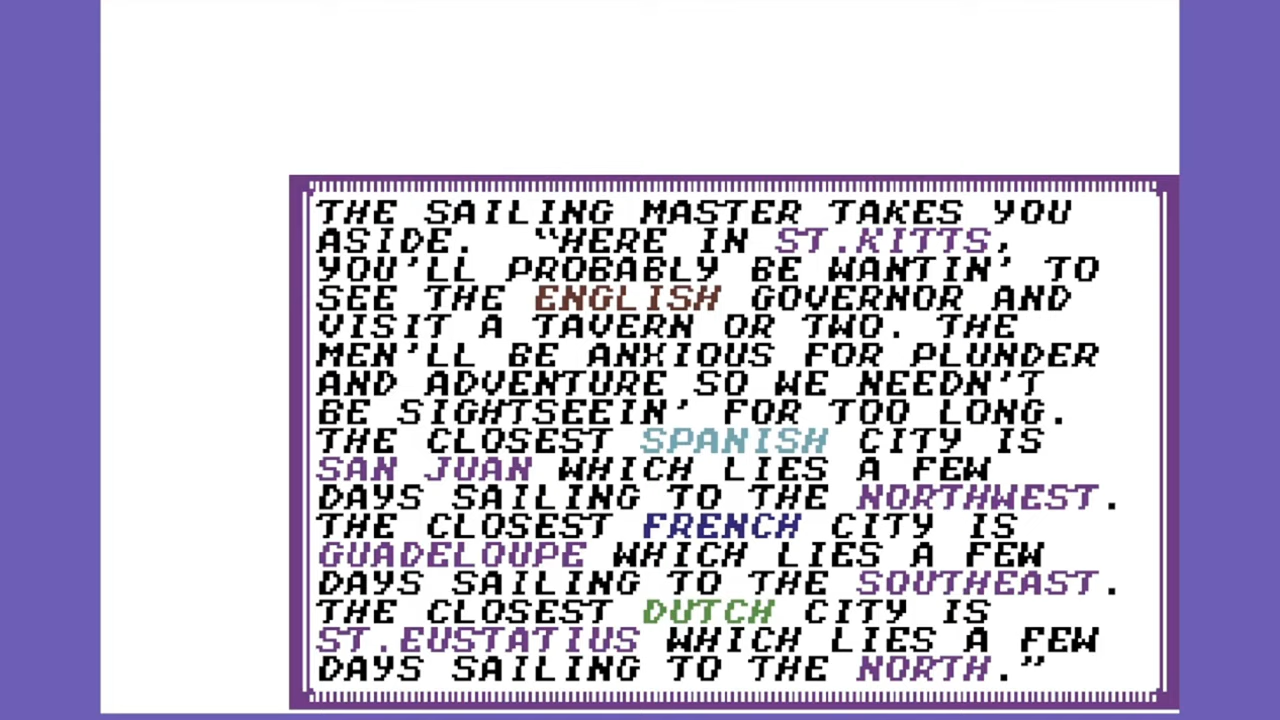 THE SAILING MASTER TAKES YOU
ASIDE. "HERE IN ST.KITTS,
YOU'LL PROBABLY BE WANTIN' TO
SEE THE ENGLISH GOVERNOR AND
VISIT A TAVERN OR TWO. THE
MEN'LL BE ANXIOUS FOR PLUNDER
AND ADVENTURE SO WE NEEDN'T
BE SIGHTSEEIN' FOR TOO LONG.
THE CLOSEST SPANISH CITY IS
SAN JUAN WHICH LIES A FEW
DAYS SAILING TO THE NORTHWEST.
THE CLOSEST FRENCH CITY IS
GUADELOUPE WHICH LIES A FEW
DAYS SAILING TO THE SOUTHEAST.
THE CLOSEST DUTCH CITY IS
ST.EUSTATIUS WHICH LIES A FEW
DAYS SAILING TO THE NORTH."